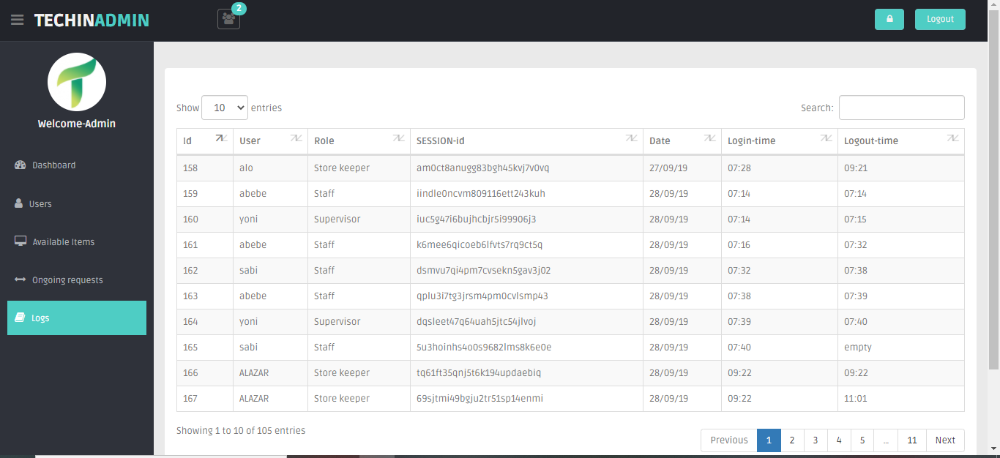 TECHINADMIN
2
Logout
Welcome-Admin
Dashboard
Users
Available Items
Ongoing requests
Logs
Show 10 entries
Search:
Id User Role SESSION-id Date Login-time Logout-time
158 alo Store keeper am0ct8anugg83bgh45kvj7v0vq 27/09/19 07:28 09:21
159 abebe Staff iindle0ncvm809116ett243kuh 28/09/19 07:14 07:14
160 yoni Supervisor iuc5g47i6bujhcbjr5i99906j3 28/09/19 07:14 07:15
161 abebe Staff k6mee6qicoeb6lfvts7rq9ct5q 28/09/19 07:16 07:32
162 sabi Staff dsmvu7qi4pm7cvsekn5gav3j02 28/09/19 07:32 07:38
163 abebe Staff qplu3i7tg3jrsm4pm0cvlsmp43 28/09/19 07:38 07:39
164 yoni Supervisor dqsleet47q64uah5jtc54jlvoj 28/09/19 07:39 07:40
165 sabi Staff 5u3hoinhs4o0s9682lms8k6e0e 28/09/19 07:40 empty
166 ALAZAR Store keeper tq61ft35qnj5t6k194updaebiq 28/09/19 09:22 09:22
167 ALAZAR Store keeper 69sjtmi49bgju2tr51sp14enmi 28/09/19 09:22 11:01
Showing 1 to 10 of 105 entries
Previous 1 2 3 4 5 … 11 Next